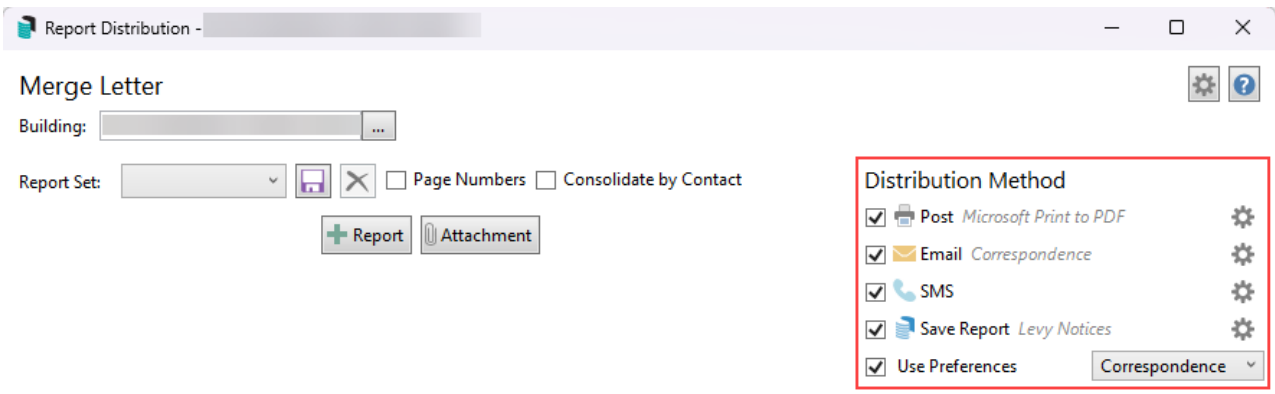 Report Distribution -
Merge Letter
?
Building:
...
Report Set:
Page Numbers
Consolidate by Contact
Report
Attachment
Distribution Method
Post Microsoft Print to PDF
Email Correspondence
SMS
Save Report Levy Notices
Use Preferences
Correspondence